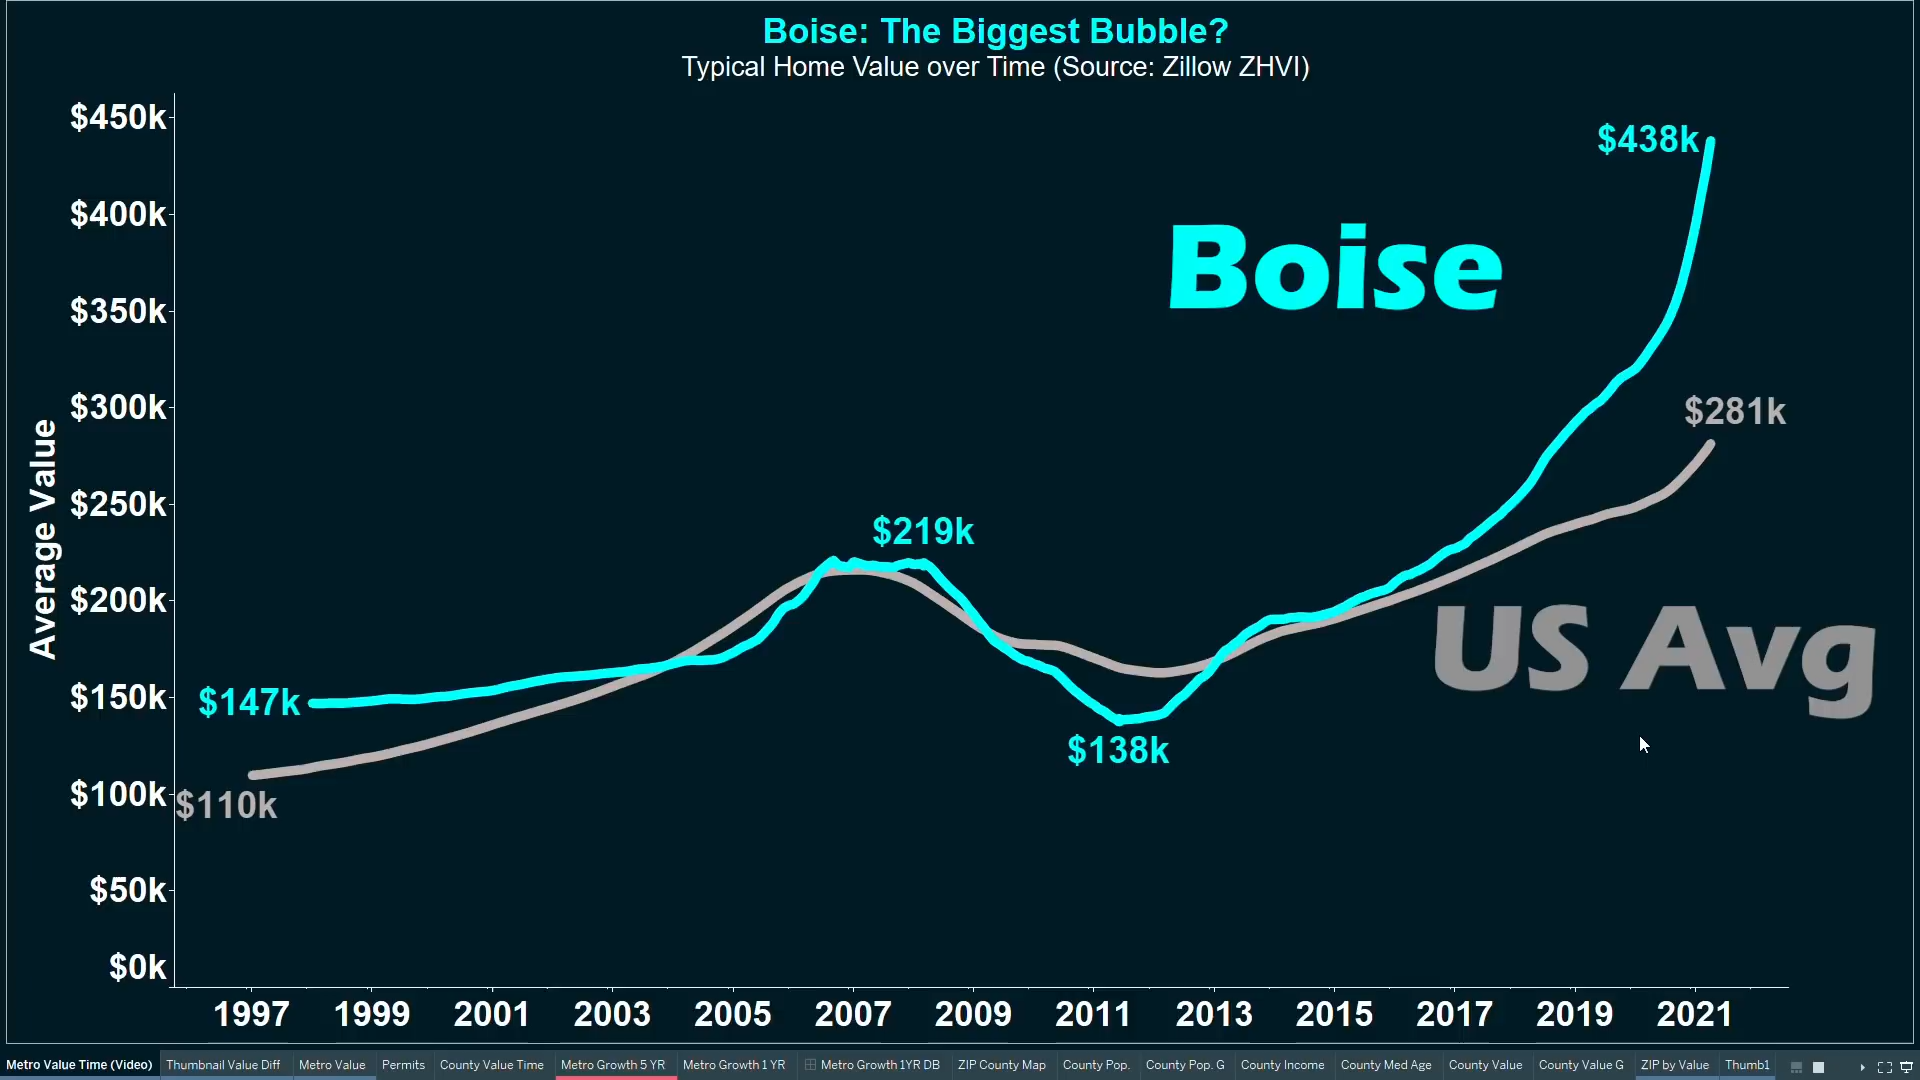 Boise: The Biggest Bubble?
Typical Home Value over Time (Source: Zillow ZHVI)
$450k
$438k
$400k
Boise
$350k
$300k
$281k
Average Value
$250k
$219k
$200k
US Avg
$150k
$147k
$138k
$100k
$110k
$50k
$0k
1997 1999 2001 2003 2005 2007 2009 2011 2013 2015 2017 2019 2021
Metro Value Time (Video) Thumbnail Value Diff Metro Value Permits County Value Time Metro Growth 5 YR Metro Growth 1 YR Metro Growth 1YR DB ZIP County Map County Pop. County Pop. G County Income County Med Age County Value County Value G ZIP by Value Thumb1